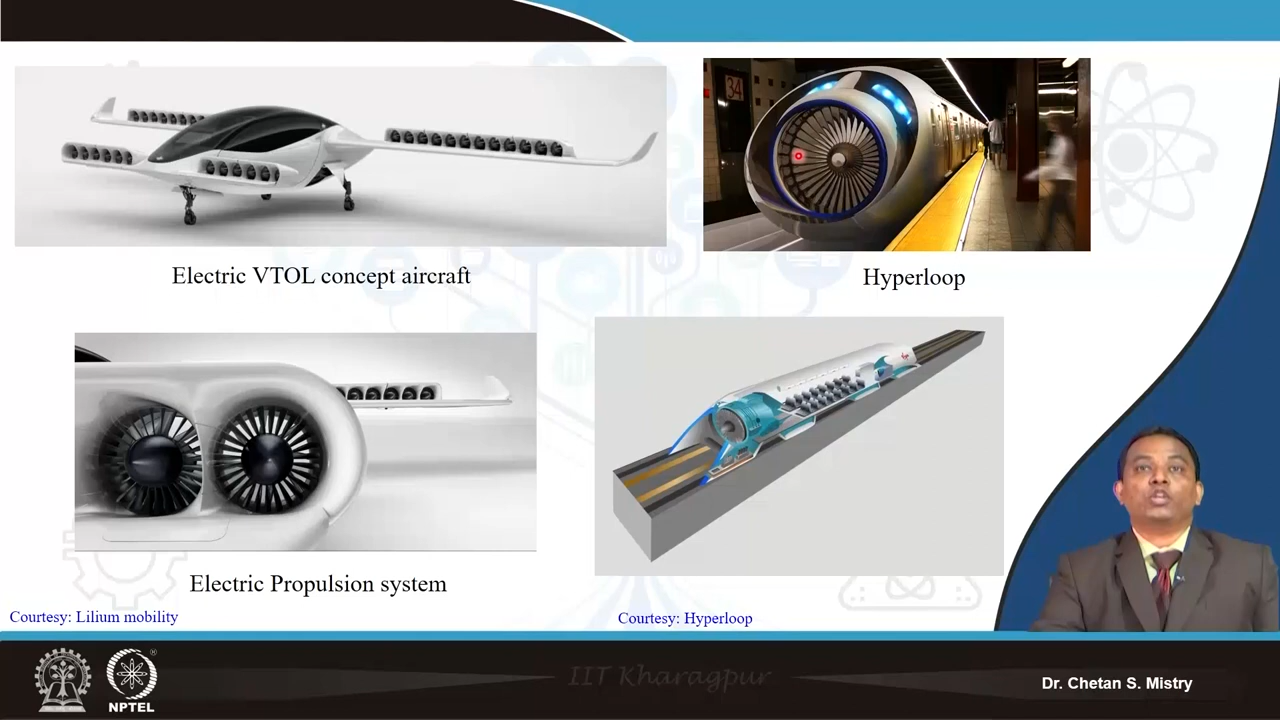 34
Electric VTOL concept aircraft
Hyperloop
Electric Propulsion system
Courtesy: Lilium mobility
Courtesy: Hyperloop
NPTEL
®
IIT Kharagpur
Dr. Chetan S. Mistry